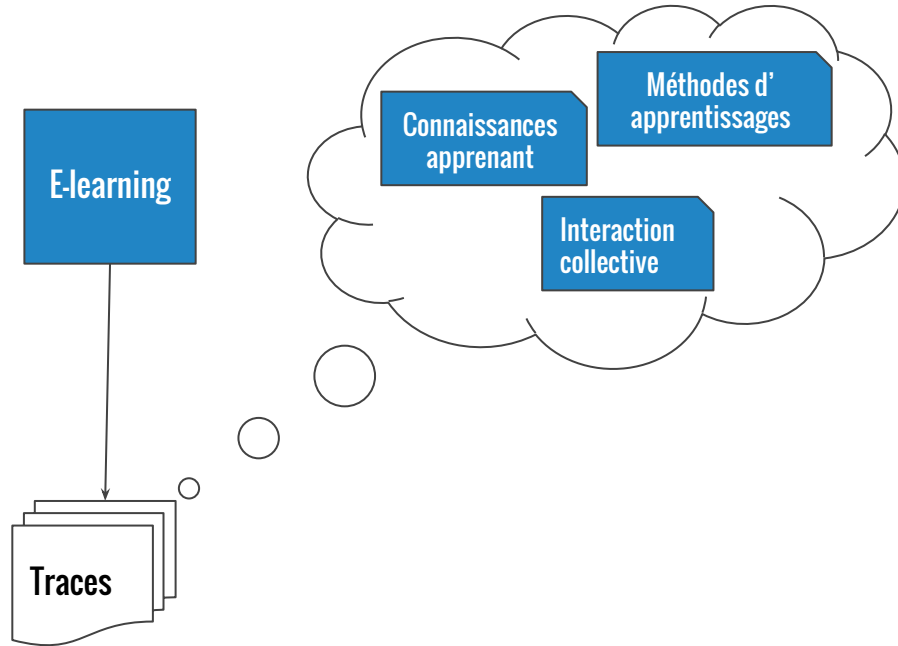 Méthodes d’
apprentissages
Connaissances
apprenant
E-learning
Interaction
collective
Traces